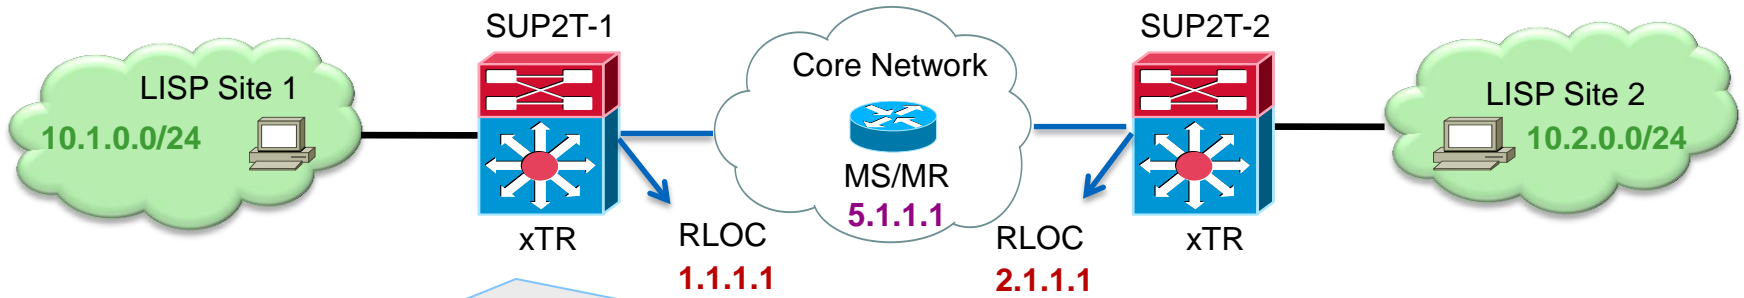 SUP2T-1
SUP2T-2
LISP Site 1
10.1.0.0/24
Core Network
MS/MR
5.1.1.1
LISP Site 2
10.2.0.0/24
xTR
RLOC
1.1.1.1
RLOC
2.1.1.1
xTR